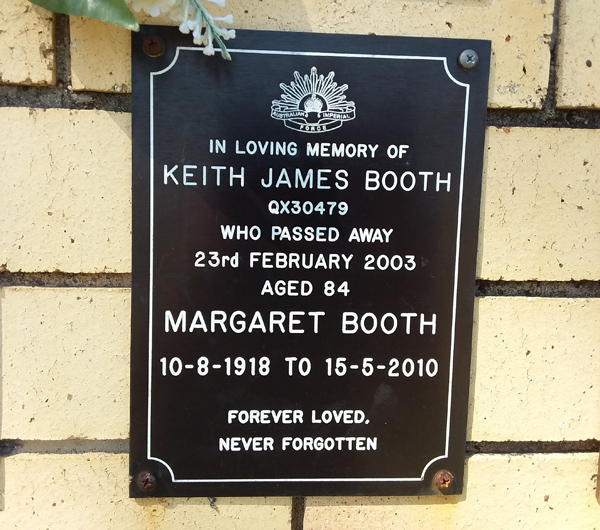 AUSTRALIAN IMPERIAL
FORCE
IN LOVING MEMORY OF
KEITH JAMES BOOTH
QX30479
WHO PASSED AWAY
23rd FEBRUARY 2003
AGED 84
MARGARET BOOTH
10-8-1918 TO 15-5-2010
FOREVER LOVED,
NEVER FORGOTTEN